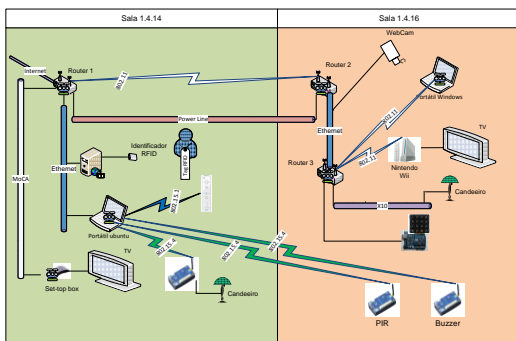 Sala 1.4.14
Sala 1.4.16
WebCam
Internet
Router 1
802.11
Router 2
Portátil Windows
Power Line
Identificador
RFID
Tag RFID
Ethernet
802.11
TV
MoCA
Ethernet
Router 3
802.11
Nintendo
Wii
802.15.1
X10
Candeeiro
Portátil ubuntu
802.15.4
802.15.4
802.15.4
TV
Set-top box
Candeeiro
PIR
Buzzer